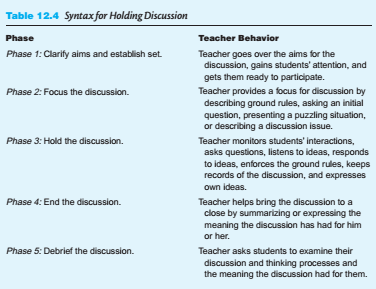 Table 12.4 Syntax for Holding Discussion
Phase Teacher Behavior
Phase 1: Clarify aims and establish set. Teacher goes over the aims for the
discussion, gains students' attention, and
gets them ready to participate.
Phase 2: Focus the discussion. Teacher provides a focus for discussion by
describing ground rules, asking an initial
question, presenting a puzzling situation,
or describing a discussion issue.
Phase 3: Hold the discussion. Teacher monitors students' interactions,
asks questions, listens to ideas, responds
to ideas, enforces the ground rules, keeps
records of the discussion, and expresses
own ideas.
Phase 4: End the discussion. Teacher helps bring the discussion to a
close by summarizing or expressing the
meaning the discussion has had for him
or her.
Phase 5: Debrief the discussion. Teacher asks students to examine their
discussion and thinking processes and
the meaning the discussion had for them.